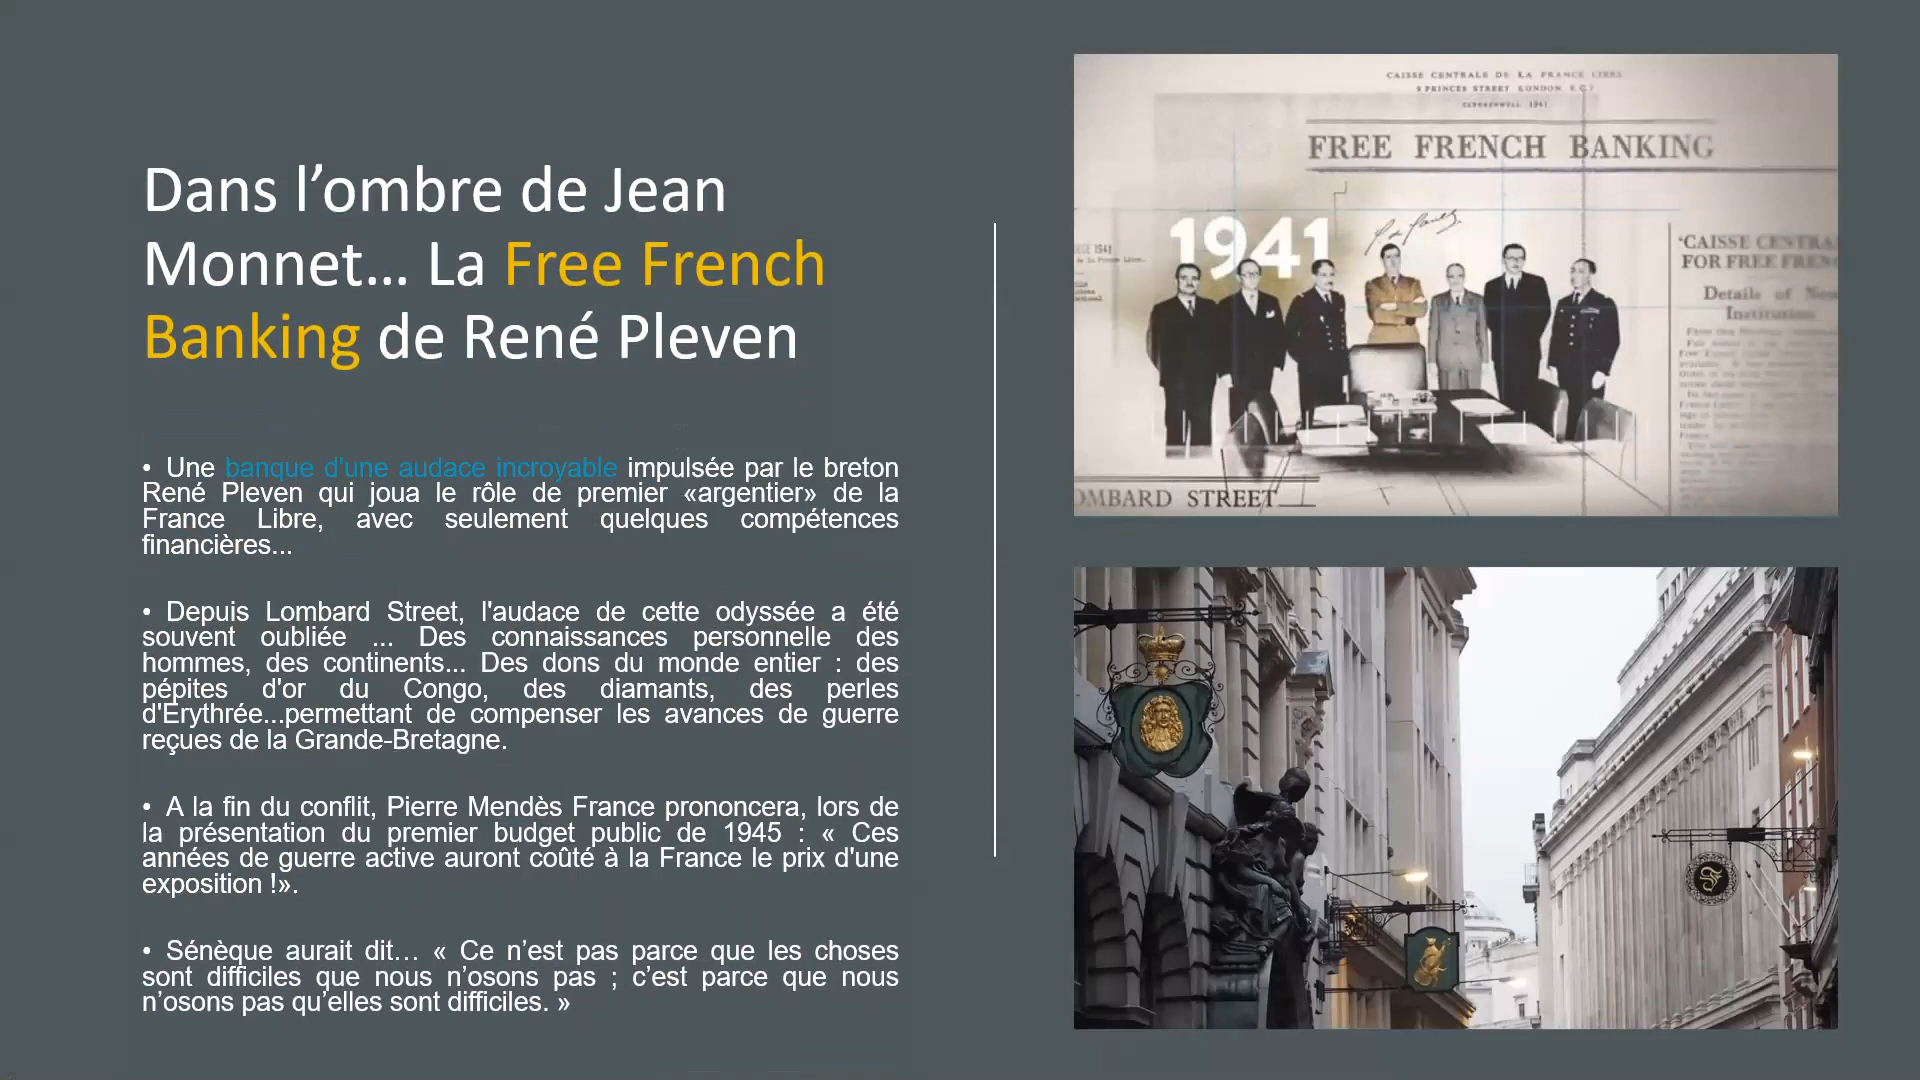 Dans l’ombre de Jean
Monnet… La Free French
Banking de René Pleven
• Une banque d'une audace incroyable impulsée par le breton
René Pleven qui joua le rôle de premier «argentier» de la
France Libre, avec seulement quelques compétences
financières...
• Depuis Lombard Street, l'audace de cette odyssée a été
souvent oubliée ... Des connaissances personnelle des
hommes, des continents... Des dons du monde entier : des
pépites d'or du Congo, des diamants, des perles
d'Erythrée...permettant de compenser les avances de guerre
reçues de la Grande-Bretagne.
• A la fin du conflit, Pierre Mendès France prononcera, lors de
la présentation du premier budget public de 1945 : « Ces
années de guerre active auront coûté à la France le prix d'une
exposition !».
• Sénèque aurait dit… « Ce n’est pas parce que les choses
sont difficiles que nous n’osons pas ; c’est parce que nous
n’osons pas qu’elles sont difficiles. »
CAISSE CENTRALE DE LA FRANCE LIBRE
9 PRINCES STREET LONDON E.C.2
FREE FRENCH BANKING
1941
'CAISSE CENTRA
FOR FREE FREN
Details of New
Institution
OMBARD STREET